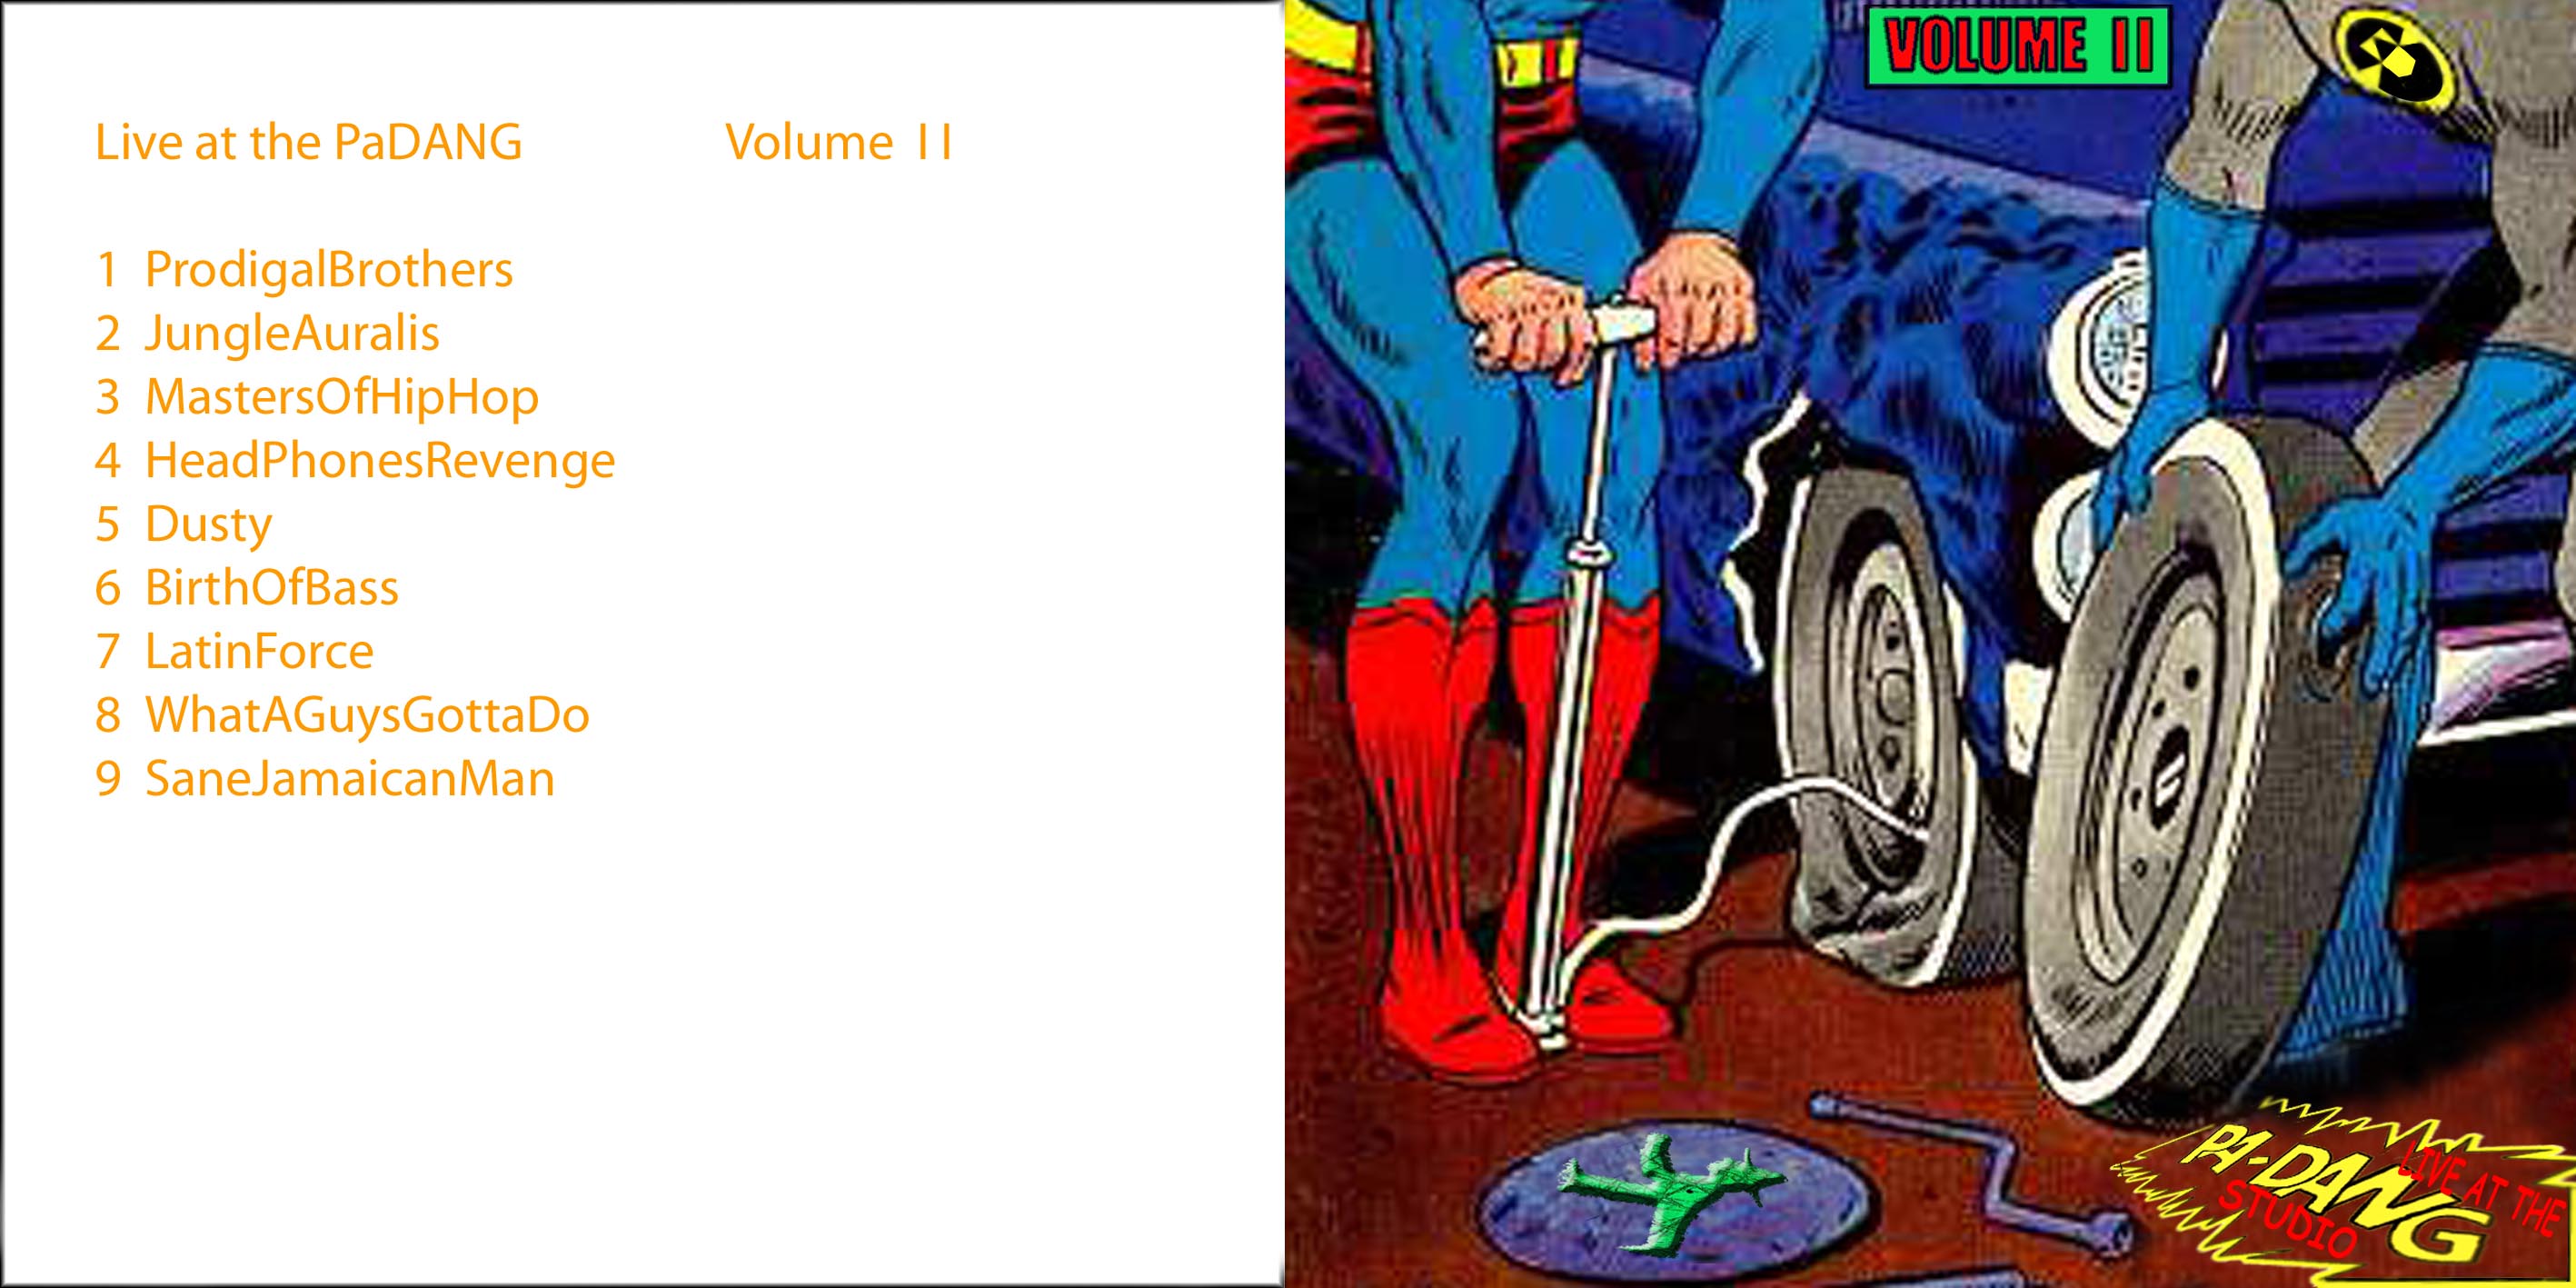 Live at the PaDANG Volume II
1 ProdigalBrothers
2 JungleAuralis
3 MastersOfHipHop
4 HeadPhonesRevenge
5 Dusty
6 BirthOfBass
7 LatinForce
8 WhatAGuysGottaDo
9 SaneJamaicanMan
VOLUME II
PA-DANG
LIVE AT THE
STUDIO